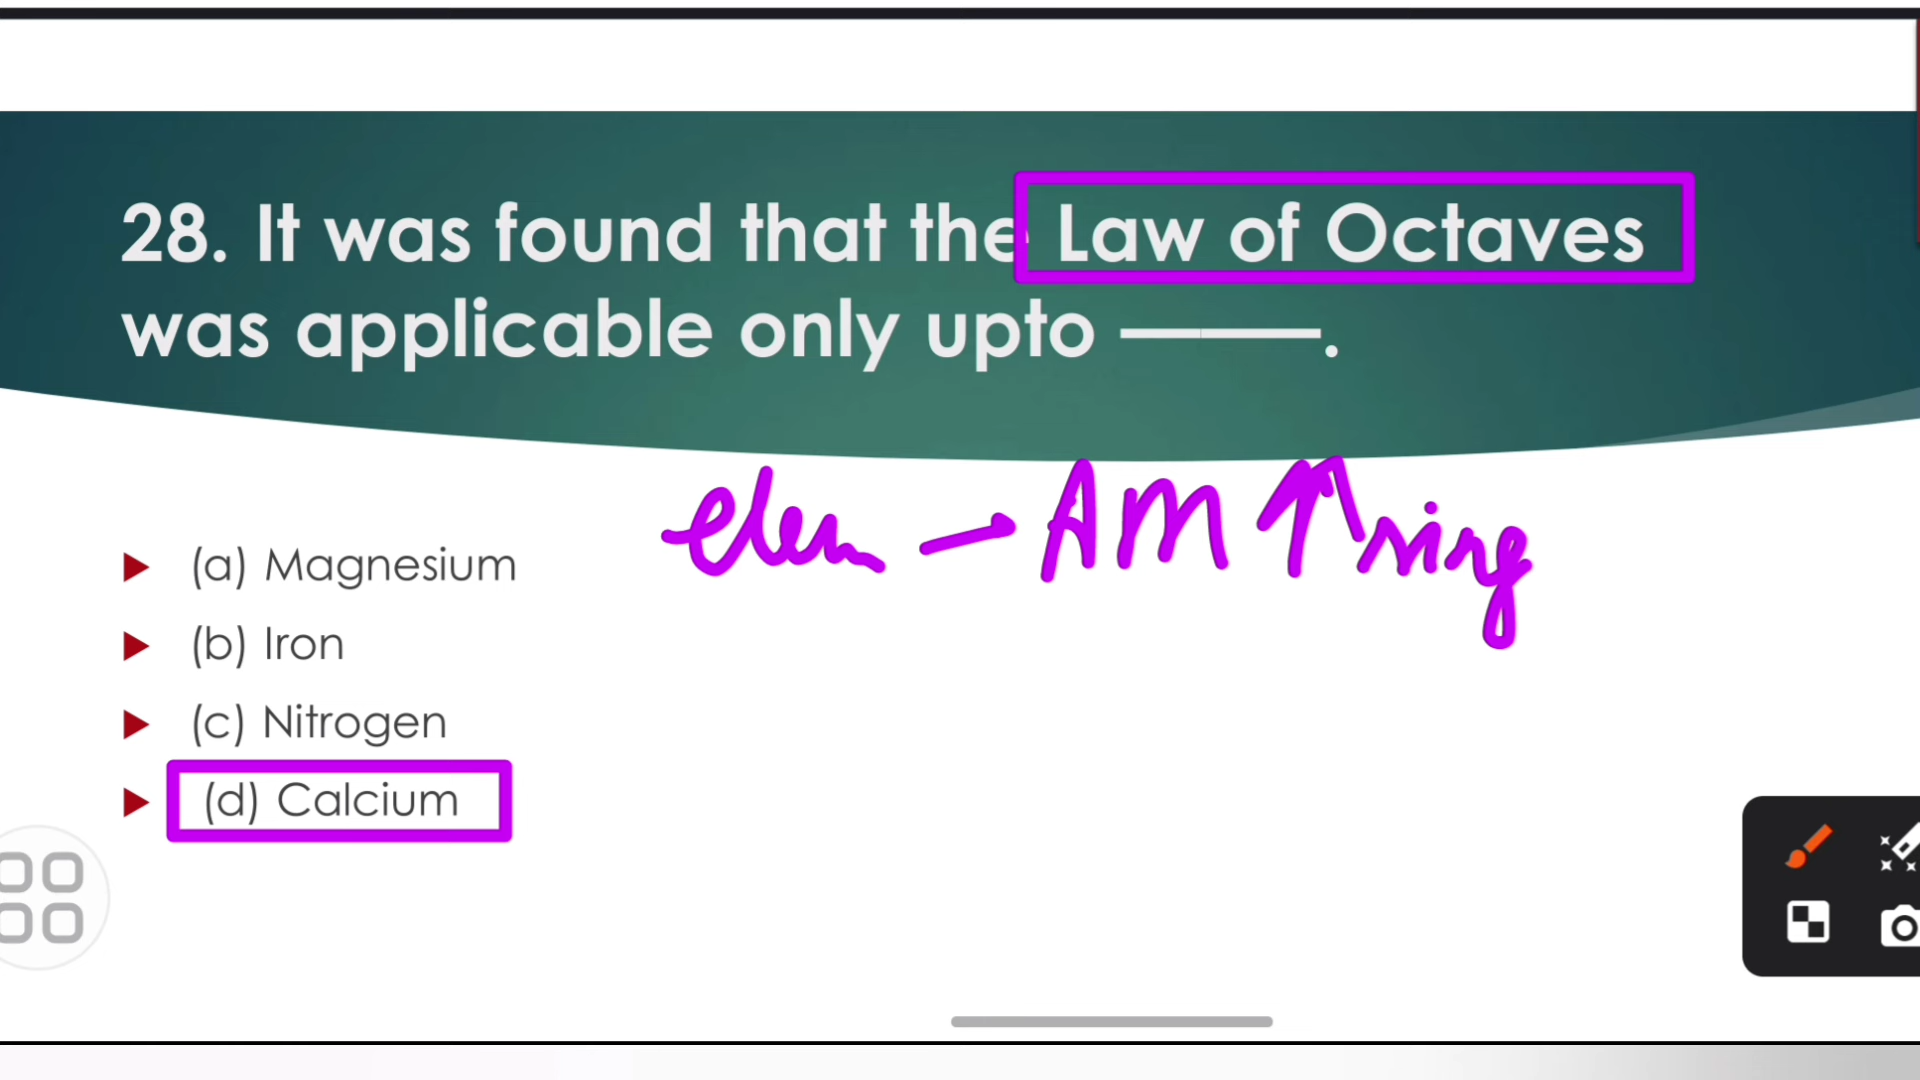 28. It was found that the Law of Octaves
was applicable only upto ———.
elem → AM ↑sing
(a) Magnesium
(b) Iron
(c) Nitrogen
(d) Calcium